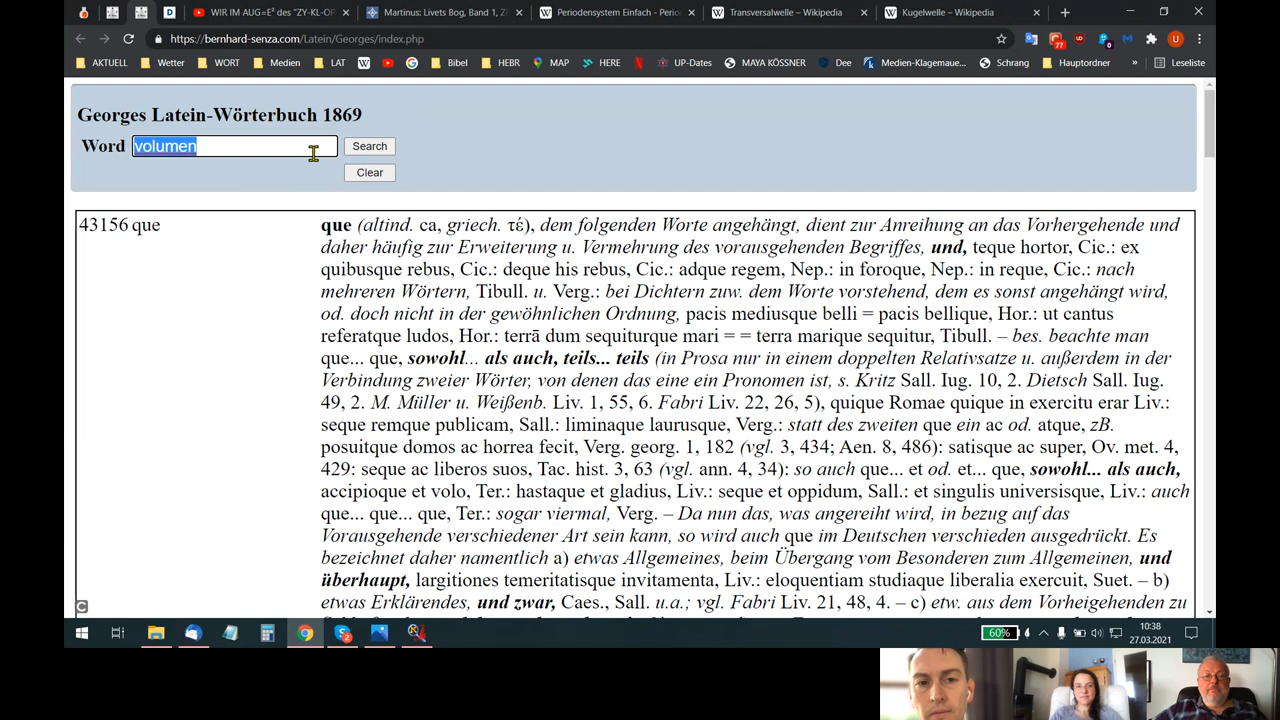 WIR IM AUG=E² des "ZY-KL-OP
Martinus: Livets Bog, Band 1, ZI
Periodensystem Einfach - Period
Transversalwelle – Wikipedia
Kugelwelle – Wikipedia
https://bernhard-senza.com/Latein/Georges/index.php
77
0
U
AKTUELL
Wetter
WORT
Medien
LAT
Bibel
HEBR
MAP
HERE
UP-Dates
MAYA KÖSSNER
Dee
Medien-Klagemaue...
Schrang
Hauptordner
»
Leseliste
Georges Latein-Wörterbuch 1869
Word volumen Search
Clear
43156 que
que (altind. ca, griech. τέ), dem folgenden Worte angehängt, dient zur Anreihung an das Vorhergehende und
daher häufig zur Erweiterung u. Vermehrung des vorausgehenden Begriffes, und, teque hortor, Cic.: ex
quibusque rebus, Cic.: deque his rebus, Cic.: adque regem, Nep.: in foroque, Nep.: in reque, Cic.: nach
mehreren Wörtern, Tibull. u. Verg.: bei Dichtern zuw. dem Worte vorstehend, dem es sonst angehängt wird,
od. doch nicht in der gewöhnlichen Ordnung, pacis mediusque belli = pacis bellique, Hor.: ut cantus
referatque ludos, Hor.: terrā dum sequiturque mari = = terra marique sequitur, Tibull. – bes. beachte man
que... que, sowohl... als auch, teils... teils (in Prosa nur in einem doppelten Relativsatze u. außerdem in der
Verbindung zweier Wörter, von denen das eine ein Pronomen ist, s. Kritz Sall. Iug. 10, 2. Dietsch Sall. Iug.
49, 2. M. Müller u. Weißenb. Liv. 1, 55, 6. Fabri Liv. 22, 26, 5), quique Romae quique in exercitu erar Liv.:
seque remque publicam, Sall.: liminaque laurusque, Verg.: statt des zweiten que ein ac od. atque, zB.
posuitque domos ac horrea fecit, Verg. georg. 1, 182 (vgl. 3, 434; Aen. 8, 486): satisque ac super, Ov. met. 4,
429: seque ac liberos suos, Tac. hist. 3, 63 (vgl. ann. 4, 34): so auch que... et od. et... que, sowohl... als auch,
accipioque et volo, Ter.: hastaque et gladius, Liv.: seque et oppidum, Sall.: et singulis universisque, Liv.: auch
que... que... que, Ter.: sogar viermal, Verg. – Da nun das, was angereiht wird, in bezug auf das
Vorausgehende verschiedener Art sein kann, so wird auch que im Deutschen verschieden ausgedrückt. Es
bezeichnet daher namentlich a) etwas Allgemeines, beim Übergang vom Besonderen zum Allgemeinen, und
überhaupt, largitiones temeritatisque invitamenta, Liv.: eloquentiam studiaque liberalia exercuit, Suet. – b)
etwas Erklärendes, und zwar, Caes., Sall. u.a.; vgl. Fabri Liv. 21, 48, 4. – c) etw. aus dem Vorheigehenden zu
60%
10:38
27.03.2021